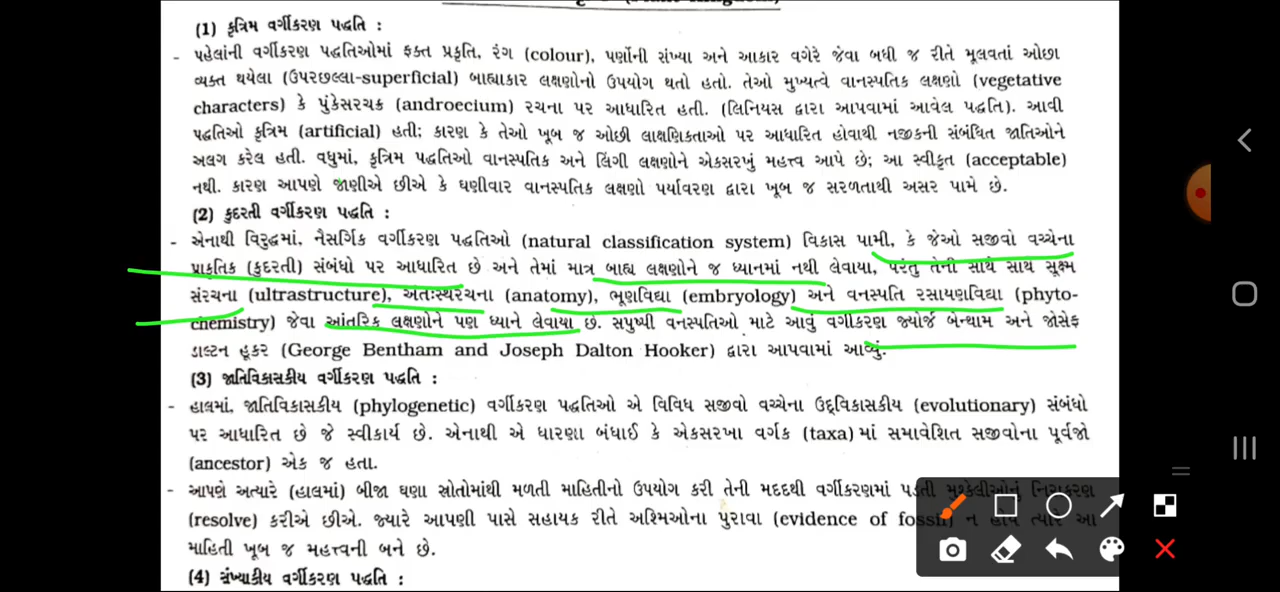 (Plant Kingdom)
(1) કૃત્રિમ વર્ગીકરણ પદ્ધતિ :
- પહેલાંની વર્ગીકરણ પદ્ધતિઓમાં ફક્ત પ્રકૃતિ, રંગ (colour), પર્ણોની સંખ્યા અને આકાર વગેરે જેવા બધી જ રીતે મૂલવતાં ઓછા
વ્યક્ત થયેલા (ઉપરછલ્લા-superficial) બાહ્યાકાર લક્ષણોનો ઉપયોગ થતો હતો. તેઓ મુખ્યત્વે વાનસ્પતિક લક્ષણો (vegetative
characters) કે પુંકેસરચક્ર (androecium) રચના પર આધારિત હતી. (લિનિયસ દ્વારા આપવામાં આવેલ પદ્ધતિ). આવી
પદ્ધતિઓ કૃત્રિમ (artificial) હતી; કારણ કે તેઓ ખૂબ જ ઓછી લાક્ષણિકતાઓ પર આધારિત હોવાથી નજીકની સંબંધિત જાતિઓને
અલગ કરેલ હતી. વધુમાં, કૃત્રિમ પદ્ધતિઓ વાનસ્પતિક અને લિંગી લક્ષણોને એકસરખું મહત્ત્વ આપે છે; આ સ્વીકૃત (acceptable)
નથી. કારણ આપણે જાણીએ છીએ કે ઘણીવાર વાનસ્પતિક લક્ષણો પર્યાવરણ દ્વારા ખૂબ જ સરળતાથી અસર પામે છે.
(2) કુદરતી વર્ગીકરણ પદ્ધતિ :
- એનાથી વિરુદ્ધમાં, નૈસર્ગિક વર્ગીકરણ પદ્ધતિઓ (natural classification system) વિકાસ પામી, કે જેઓ સજીવો વચ્ચેના
પ્રાકૃતિક (કુદરતી) સંબંધો પર આધારિત છે અને તેમાં માત્ર બાહ્ય લક્ષણોને જ ધ્યાનમાં નથી લેવાયા, પરંતુ તેની સાથે સાથે સૂક્ષ્મ
સંરચના (ultrastructure), અંતઃસ્થરચના (anatomy), ભ્રૂણવિદ્યા (embryology) અને વનસ્પતિ રસાયણવિદ્યા (phyto-
chemistry) જેવા આંતરિક લક્ષણોને પણ ધ્યાને લેવાયા છે. સપુષ્પી વનસ્પતિઓ માટે આવું વર્ગીકરણ જ્યોર્જ બેન્થામ અને જોસેફ
ડાલ્ટન હૂકર (George Bentham and Joseph Dalton Hooker) દ્વારા આપવામાં આવ્યું.
(3) જાતિવિકાસકીય વર્ગીકરણ પદ્ધતિ :
- હાલમાં, જાતિવિકાસકીય (phylogenetic) વર્ગીકરણ પદ્ધતિઓ એ વિવિધ સજીવો વચ્ચેના ઉદ્દવિકાસકીય (evolutionary) સંબંધો
પર આધારિત છે જે સ્વીકાર્ય છે. એનાથી એ ધારણા બંધાઈ કે એકસરખા વર્ગક (taxa) માં સમાવેશિત સજીવોના પૂર્વજો
(ancestor) એક જ હતા.
- આપણે અત્યારે (હાલમાં) બીજા ઘણા સ્રોતોમાંથી મળતી માહિતીનો ઉપયોગ કરી તેની મદદથી વર્ગીકરણમાં પડતી મુશ્કેલીઓનું નિરાકરણ
(resolve) કરીએ છીએ. જ્યારે આપણી પાસે સહાયક રીતે અશ્મિઓના પુરાવા (evidence of fossil) ન હોય ત્યારે આ
માહિતી ખૂબ જ મહત્ત્વની બને છે.
(4) સંખ્યાકીય વર્ગીકરણ પદ્ધતિ :